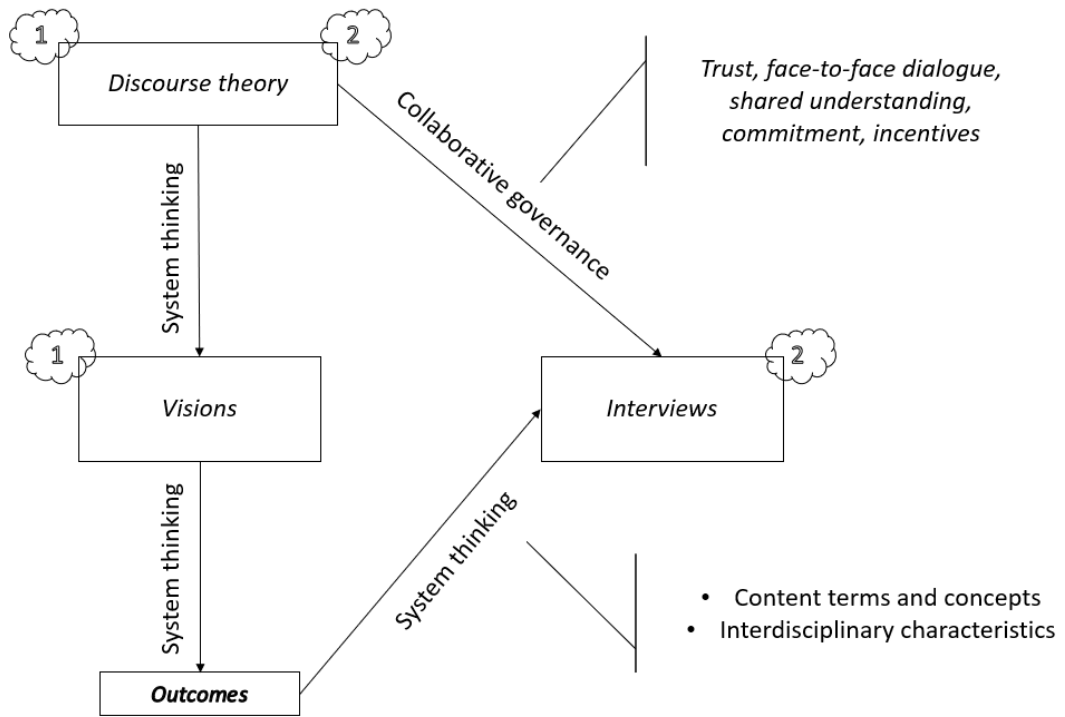 1
2
Discourse theory
Trust, face-to-face dialogue,
shared understanding,
commitment, incentives
Collaborative governance
System thinking
1
Visions
2
Interviews
System thinking
System thinking
• Content terms and concepts
• Interdisciplinary characteristics
Outcomes